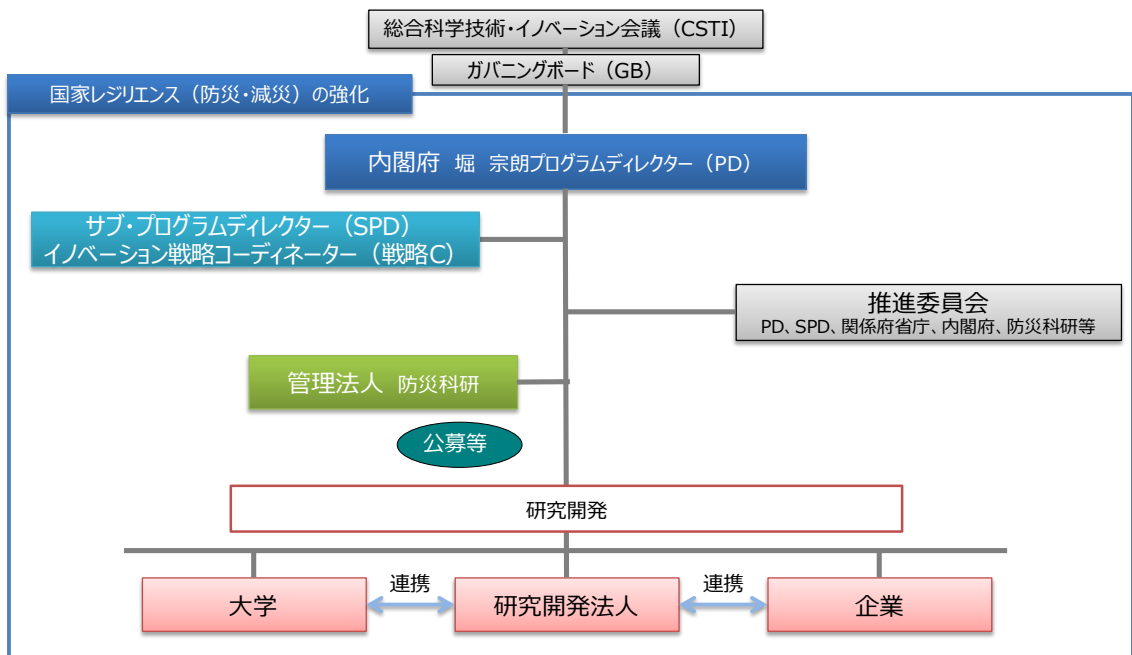 総合科学技術・イノベーション会議（CSTI）
ガバニングボード（GB）
国家レジリエンス（防災・減災）の強化
内閣府 堀 宗朗プログラムディレクター（PD）
サブ・プログラムディレクター（SPD）
イノベーション戦略コーディネーター（戦略C）
推進委員会
PD、SPD、関係府省庁、内閣府、防災科研等
管理法人 防災科研
公募等
研究開発
大学
連携
研究開発法人
連携
企業